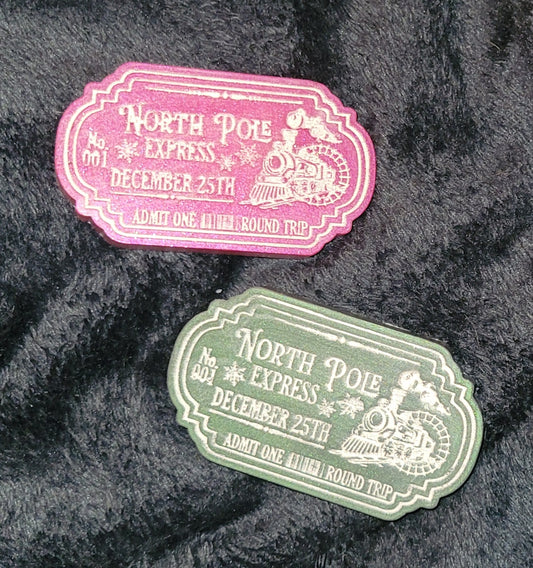 NORTH POLE
EXPRESS
No.
001
DECEMBER 25TH
ADMIT ONE ROUND TRIP
NORTH POLE
EXPRESS
No.
001
DECEMBER 25TH
ADMIT ONE ROUND TRIP